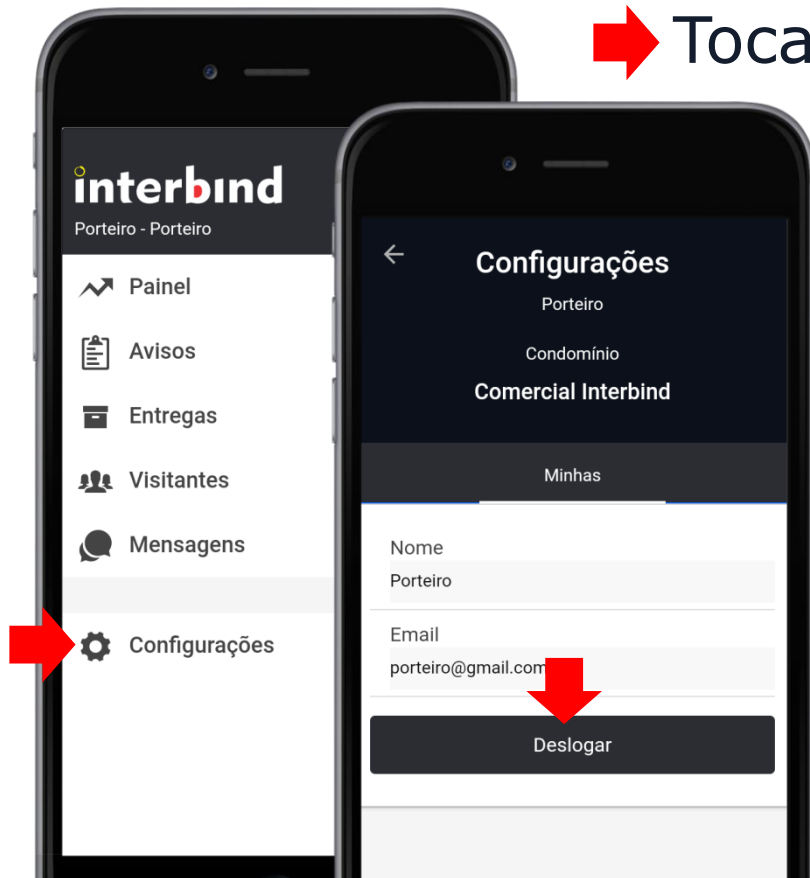 Toca
interbind
Porteiro - Porteiro
Painel
Avisos
Entregas
Visitantes
Mensagens
Configurações
Configurações
Porteiro
Condomínio
Comercial Interbind
Minhas
Nome
Porteiro
Email
porteiro@gmail.com
Deslogar